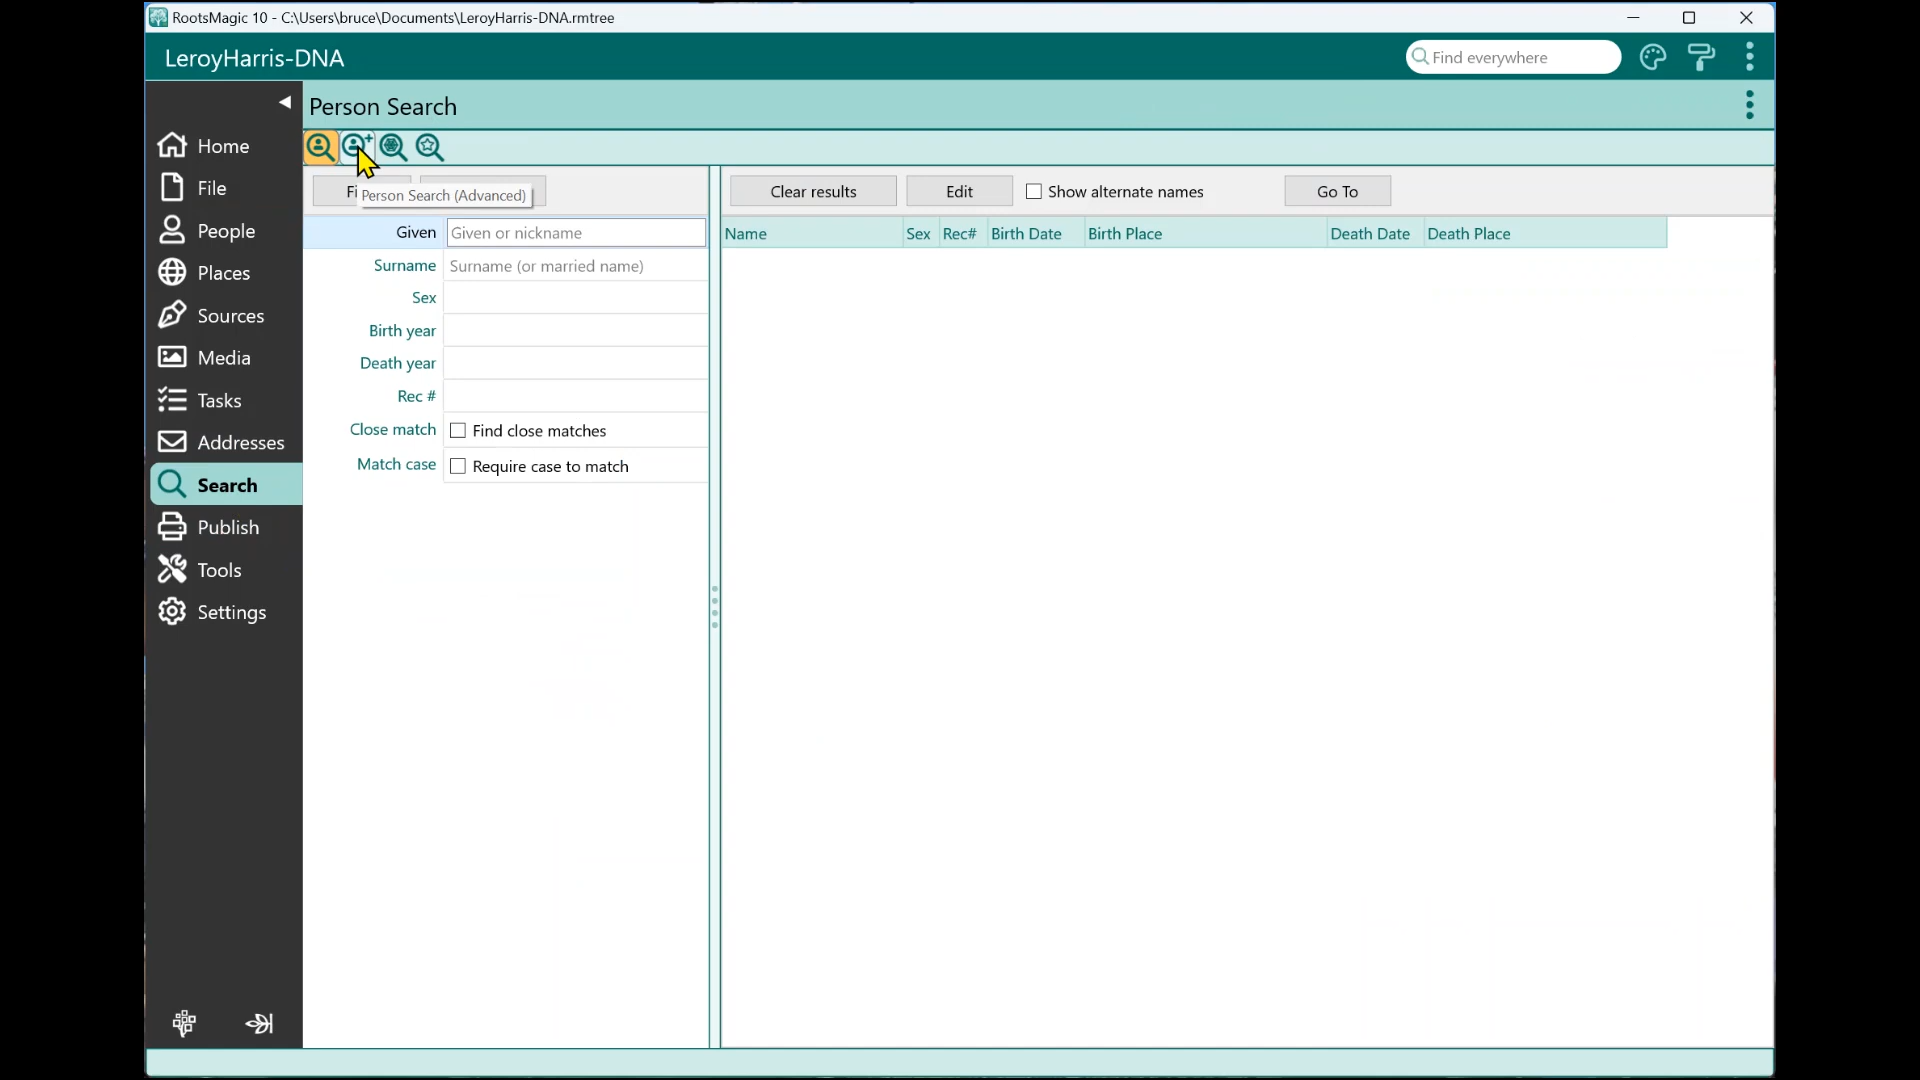 RootsMagic 10 - C:\Users\bruce\Documents\LeroyHarris-DNA.rmtree
LeroyHarris-DNA
Find everywhere
Person Search
Home
File
People
Places
Sources
Media
Tasks
Addresses
Search
Publish
Tools
Settings
Person Search (Advanced)
Given
Given or nickname
Surname
Surname (or married name)
Sex
Birth year
Death year
Rec #
Close match
Find close matches
Match case
Require case to match
Clear results
Edit
Show alternate names
Go To
Name Sex Rec# Birth Date Birth Place Death Date Death Place